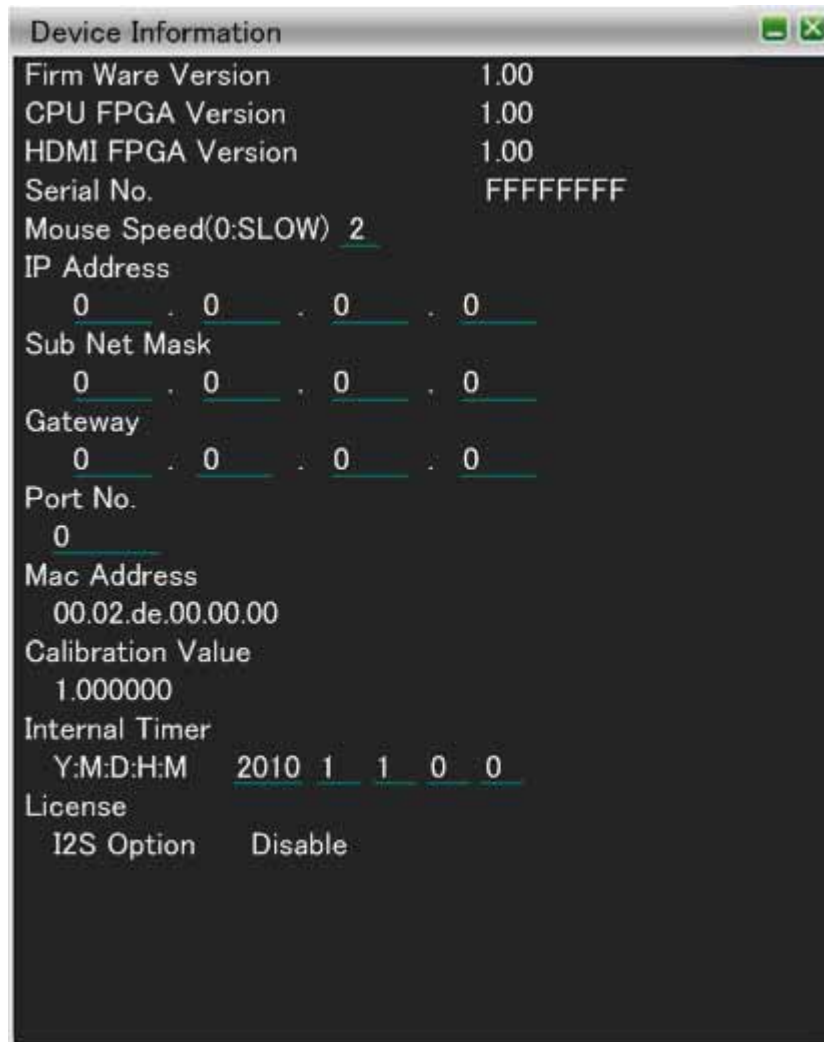 Device Information
Firm Ware Version 1.00
CPU FPGA Version 1.00
HDMI FPGA Version 1.00
Serial No. FFFFFFFF
Mouse Speed(0:SLOW) 2
IP Address
0 . 0 . 0 . 0
Sub Net Mask
0 . 0 . 0 . 0
Gateway
0 . 0 . 0 . 0
Port No.
0
Mac Address
00.02.de.00.00.00
Calibration Value
1.000000
Internal Timer
Y:M:D:H:M 2010 1 1 0 0
License
I2S Option Disable